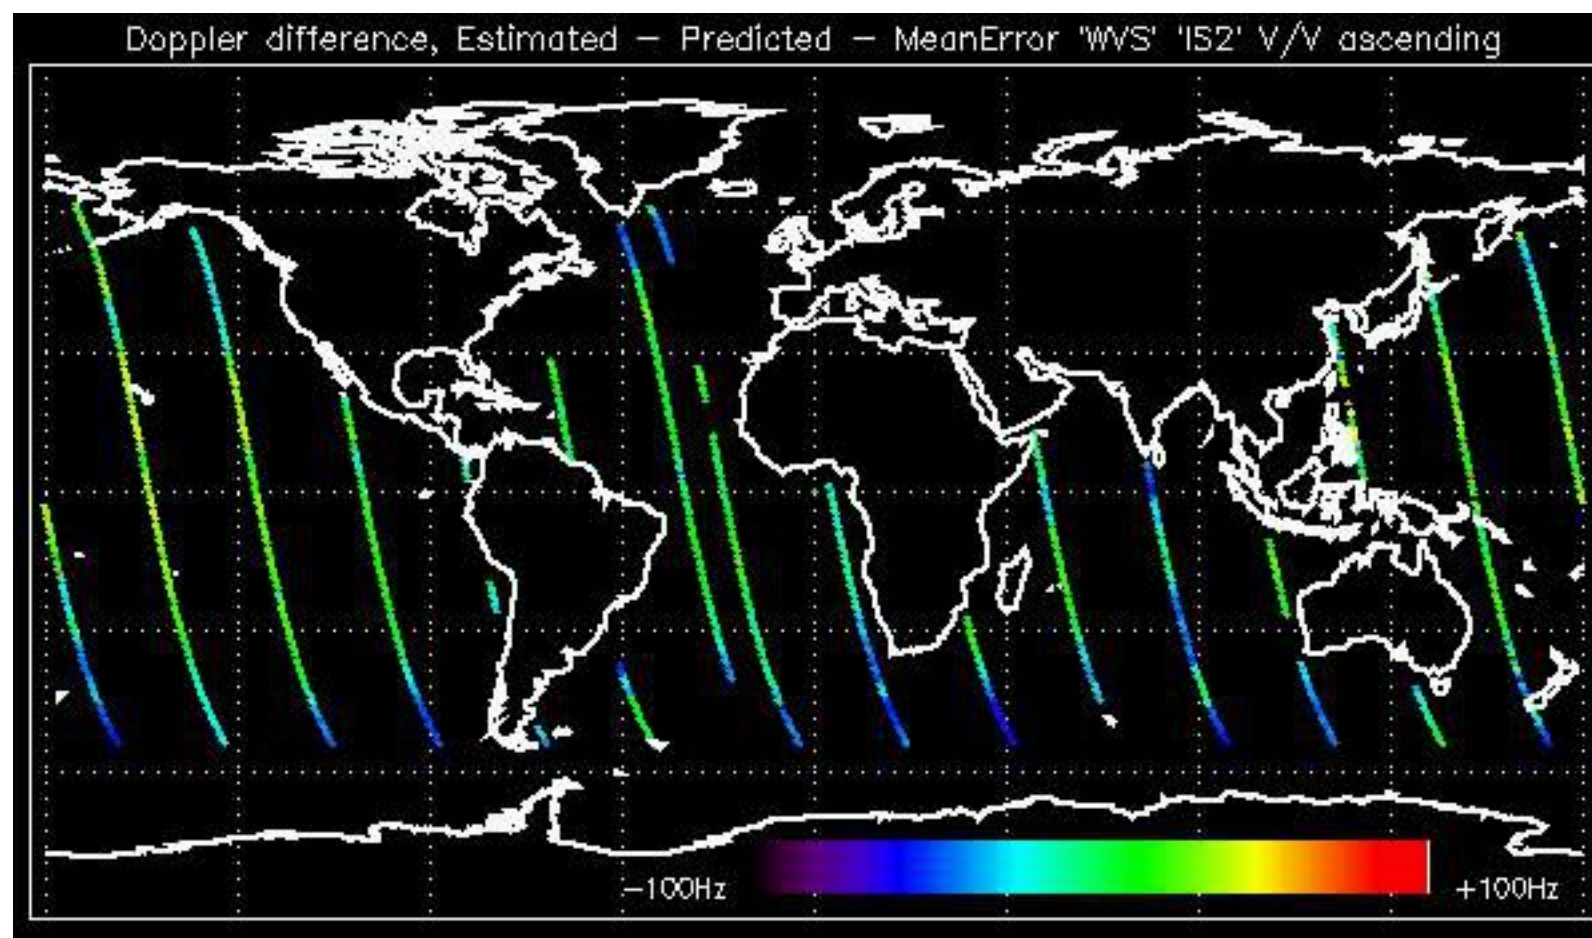 Doppler difference, Estimated – Predicted – MeanError 'WVS' 'IS2' V/V ascending
–100Hz
+100Hz